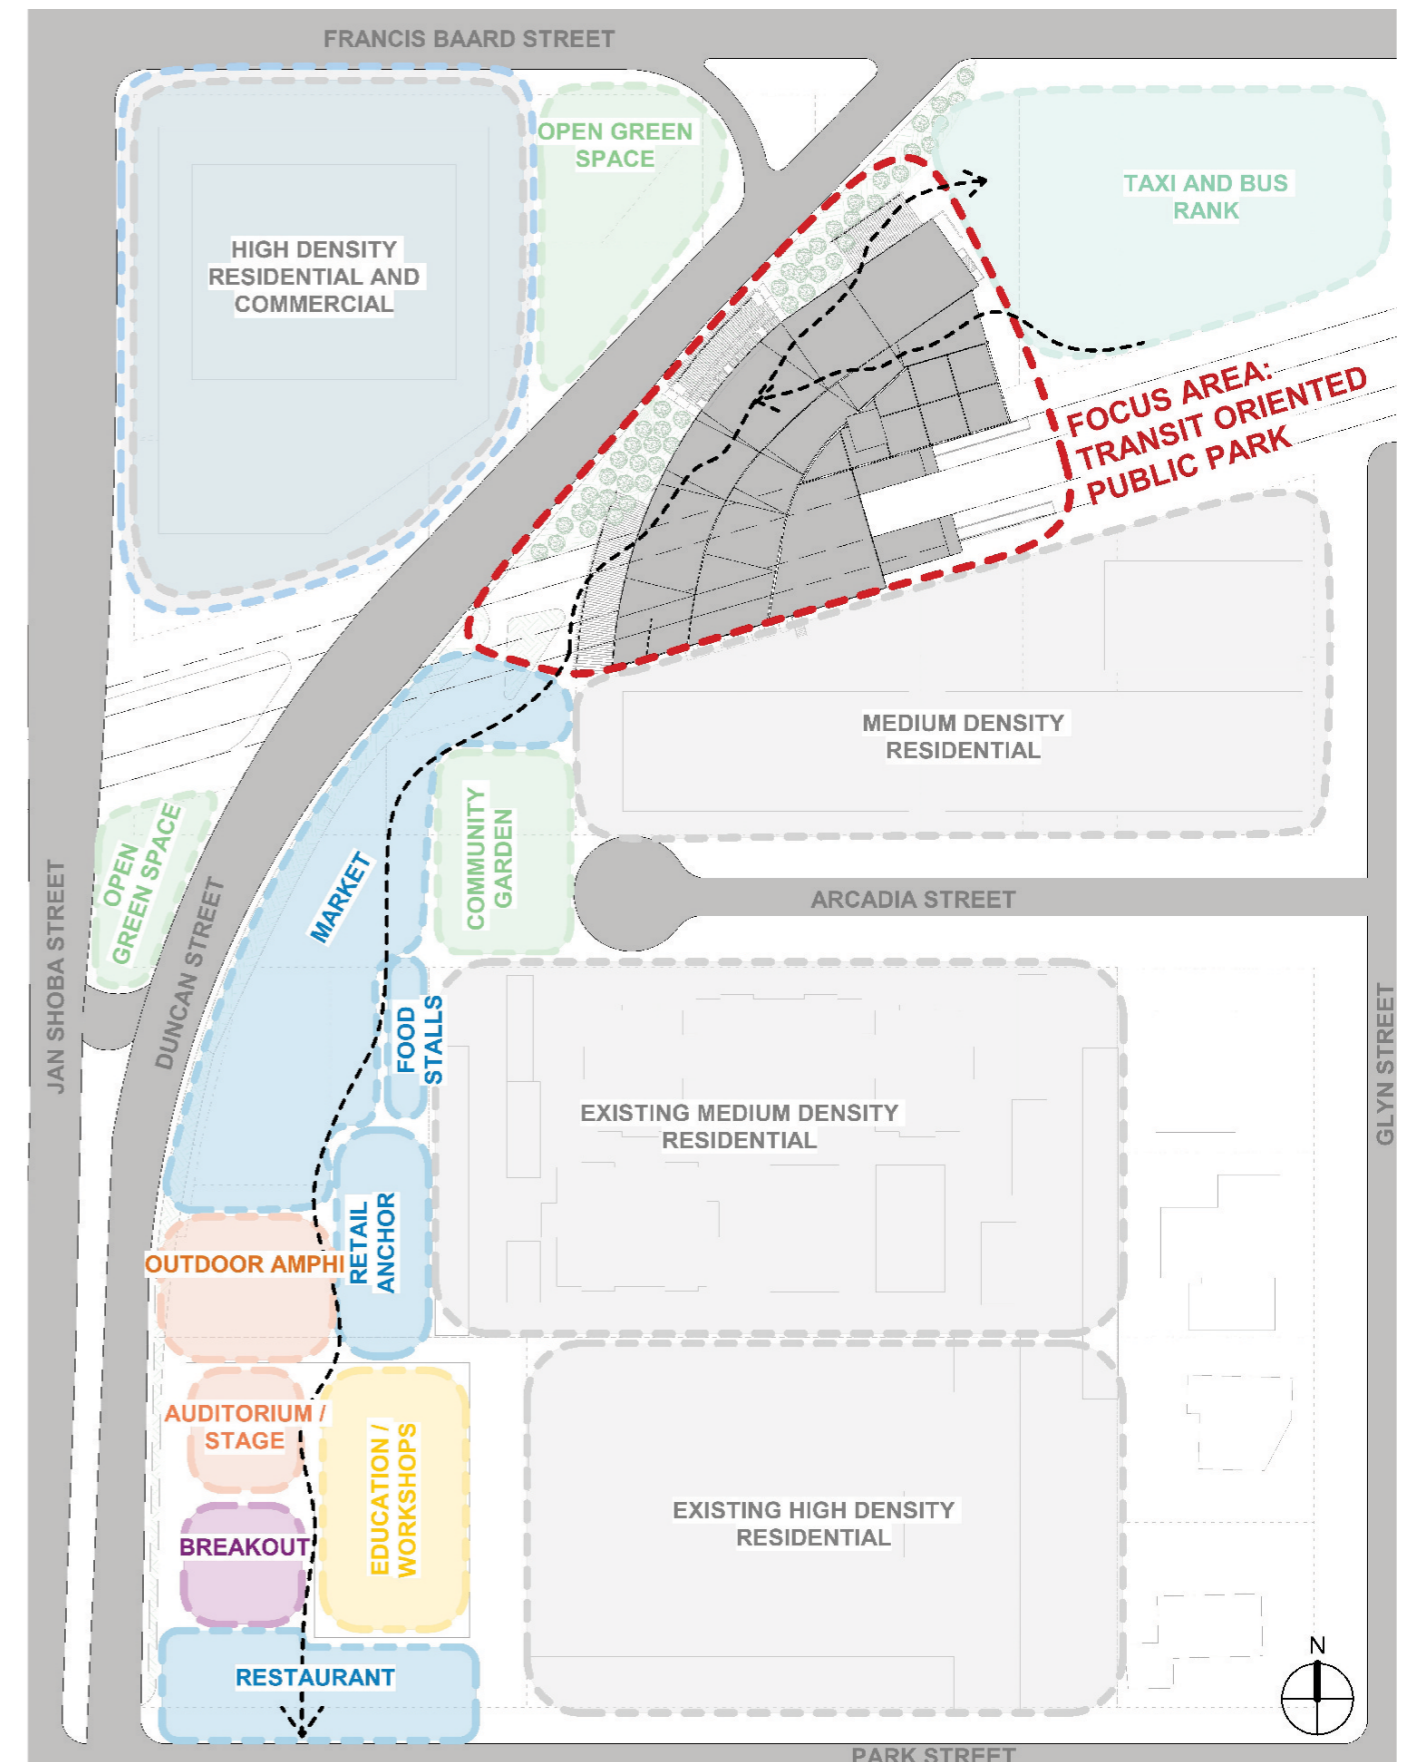 FRANCIS BAARD STREET
OPEN GREEN
SPACE
TAXI AND BUS
RANK
HIGH DENSITY
RESIDENTIAL AND
COMMERCIAL
FOCUS AREA:
TRANSIT ORIENTED
PUBLIC PARK
MEDIUM DENSITY
RESIDENTIAL
COMMUNITY
GARDEN
OPEN
GREEN SPACE
MARKET
ARCADIA STREET
JAN SHOBA STREET
DUNCAN STREET
FOOD
STALLS
GLYN STREET
EXISTING MEDIUM DENSITY
RESIDENTIAL
RETAIL
ANCHOR
OUTDOOR AMPHI
AUDITORIUM /
STAGE
EDUCATION /
WORKSHOPS
EXISTING HIGH DENSITY
RESIDENTIAL
BREAKOUT
RESTAURANT
N
PARK STREET